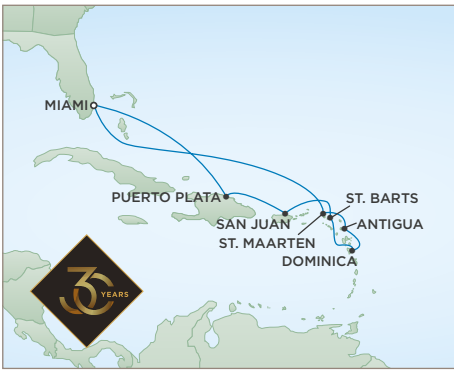 MIAMI
PUERTO PLATA
SAN JUAN
ST. MAARTEN
ST. BARTS
ANTIGUA
DOMINICA
30
YEARS